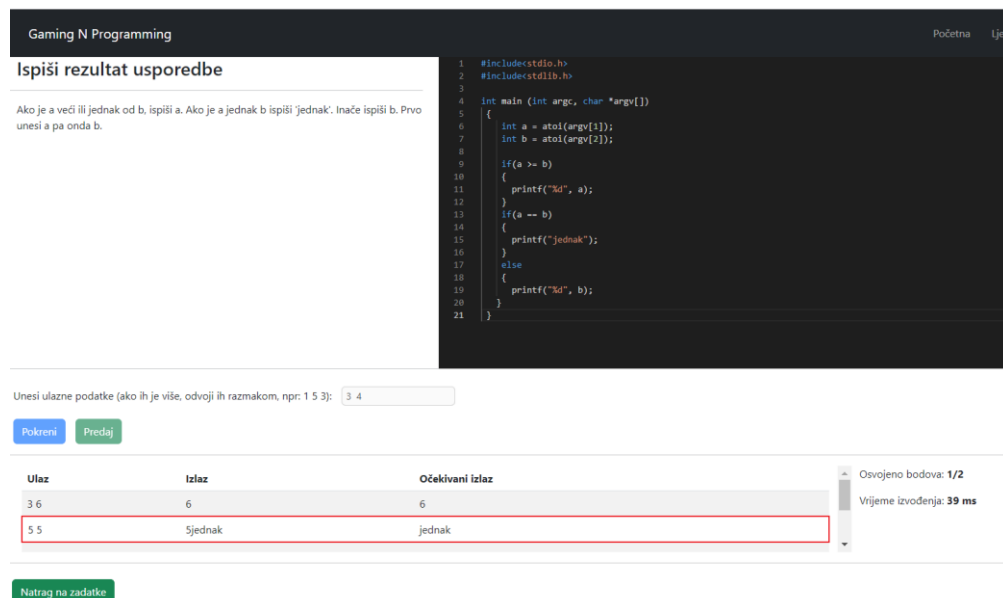 Gaming N Programming
Početna Lje
Ispiši rezultat usporedbe
Ako je a veći ili jednak od b, ispiši a. Ako je a jednak b ispiši 'jednak'. Inače ispiši b. Prvo
unesi a pa onda b.
1 #include<stdio.h>
2 #include<stdlib.h>
3
4 int main (int argc, char *argv[])
5 {
6 int a = atoi(argv[1]);
7 int b = atoi(argv[2]);
8
9 if(a >= b)
10 {
11 printf("%d", a);
12 }
13 if(a == b)
14 {
15 printf("jednak");
16 }
17 else
18 {
19 printf("%d", b);
20 }
21 }
Unesi ulazne podatke (ako ih je više, odvoji ih razmakom, npr: 1 5 3): 3 4
Pokreni Predaj
Ulaz Izlaz Očekivani izlaz
3 6 6 6
5 5 5jednak jednak
Osvojeno bodova: 1/2
Vrijeme izvođenja: 39 ms
Natrag na zadatke